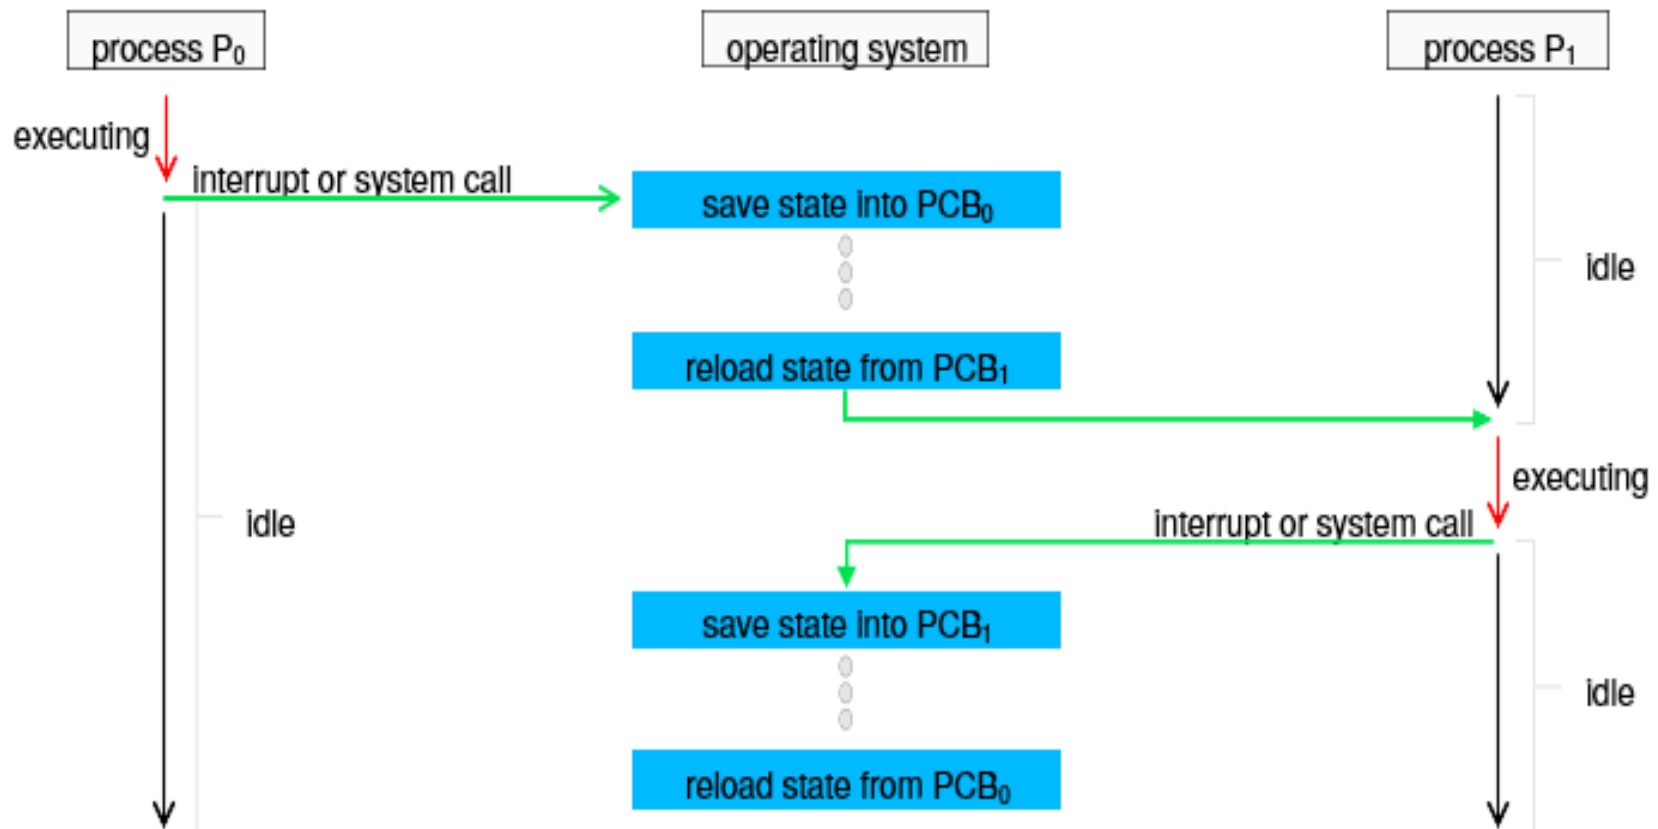 process P₀
operating system
process P₁
executing
interrupt or system call
save state into PCB₀
idle
reload state from PCB₁
executing
idle
interrupt or system call
save state into PCB₁
idle
reload state from PCB₀